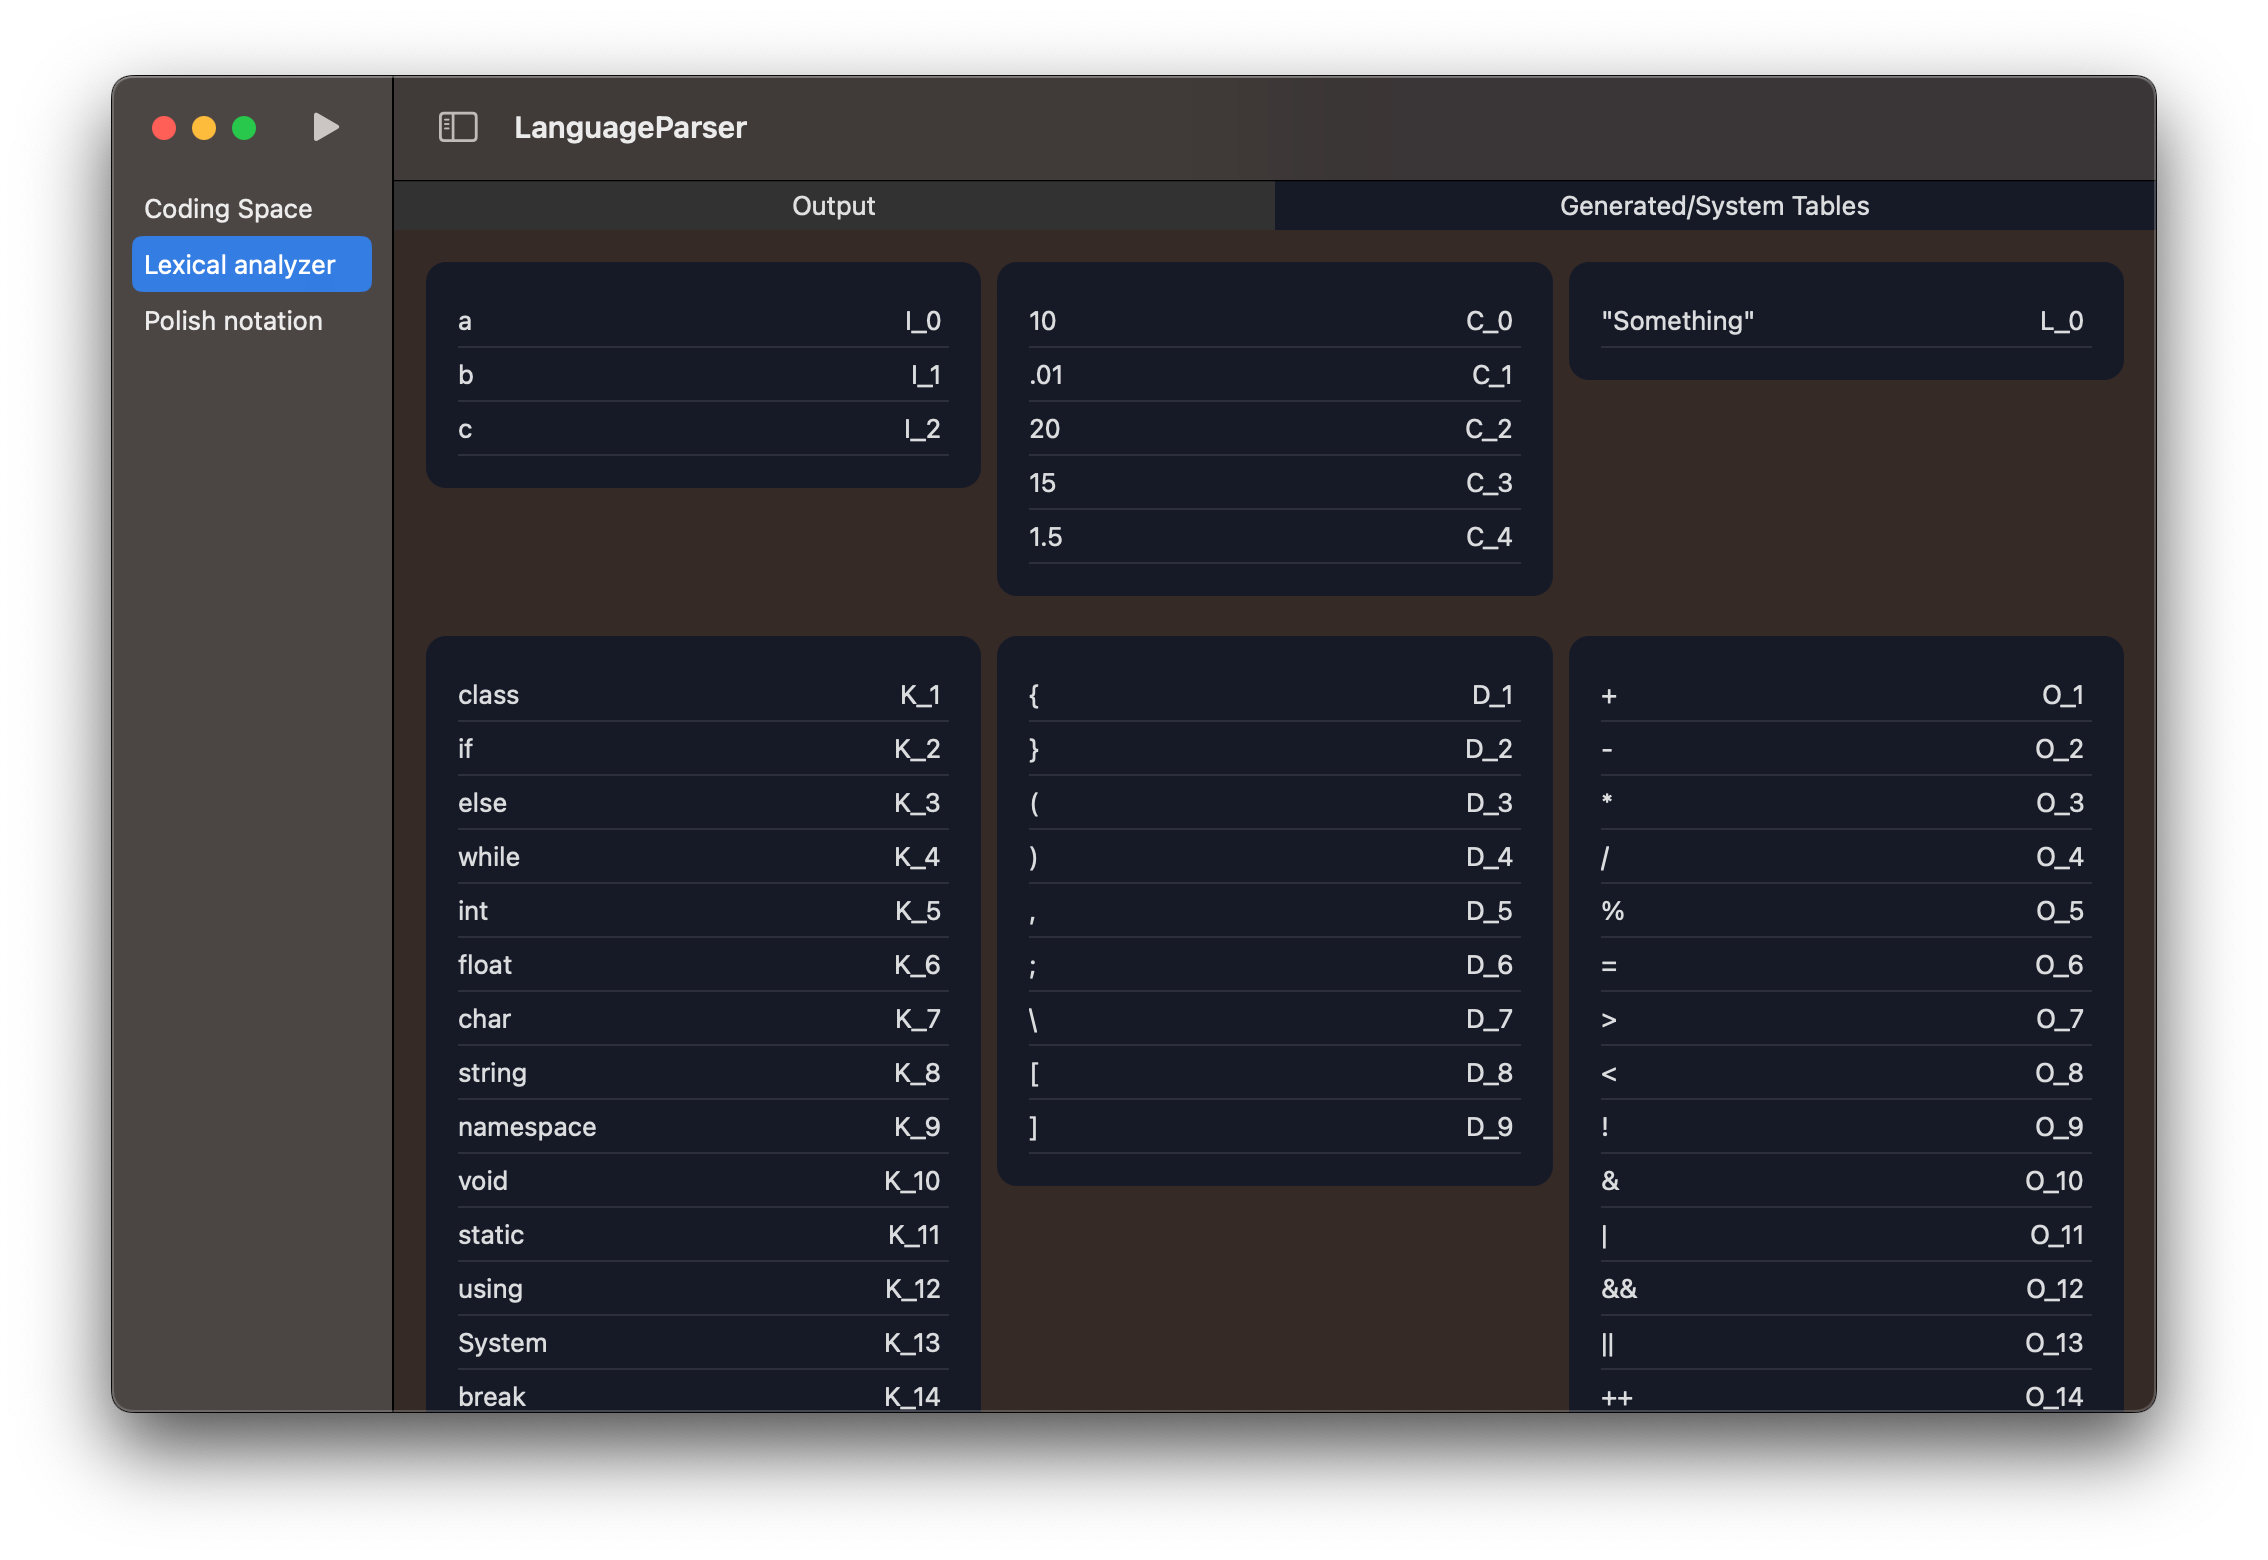 LanguageParser
Coding Space
Lexical analyzer
Polish notation
Output
Generated/System Tables
a I_0
b I_1
c I_2
10 C_0
.01 C_1
20 C_2
15 C_3
1.5 C_4
"Something" L_0
class K_1
if K_2
else K_3
while K_4
int K_5
float K_6
char K_7
string K_8
namespace K_9
void K_10
static K_11
using K_12
System K_13
break K_14
{ D_1
} D_2
( D_3
) D_4
, D_5
; D_6
\ D_7
[ D_8
] D_9
+ O_1
- O_2
* O_3
/ O_4
% O_5
= O_6
> O_7
< O_8
! O_9
& O_10
| O_11
&& O_12
|| O_13
++ O_14